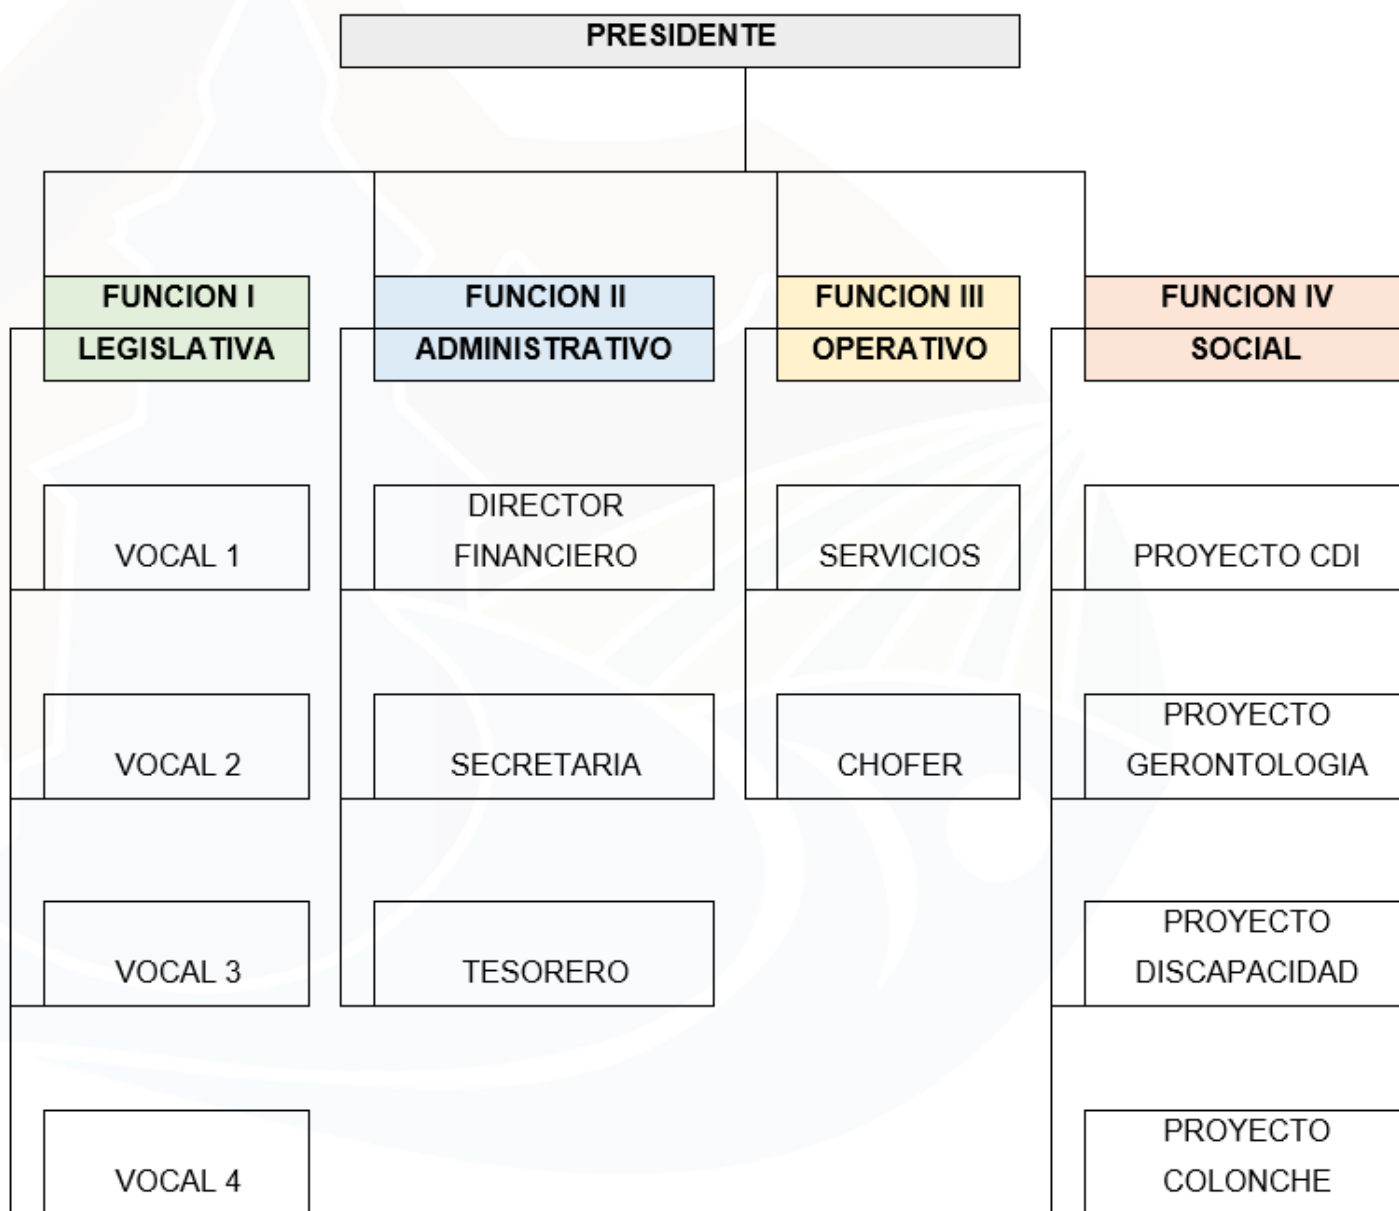 PRESIDENTE
FUNCION I
LEGISLATIVA
FUNCION II
ADMINISTRATIVO
FUNCION III
OPERATIVO
FUNCION IV
SOCIAL
VOCAL 1
DIRECTOR
FINANCIERO
SERVICIOS
PROYECTO CDI
VOCAL 2
SECRETARIA
CHOFER
PROYECTO
GERONTOLOGIA
VOCAL 3
TESORERO
PROYECTO
DISCAPACIDAD
VOCAL 4
PROYECTO
COLONCHE